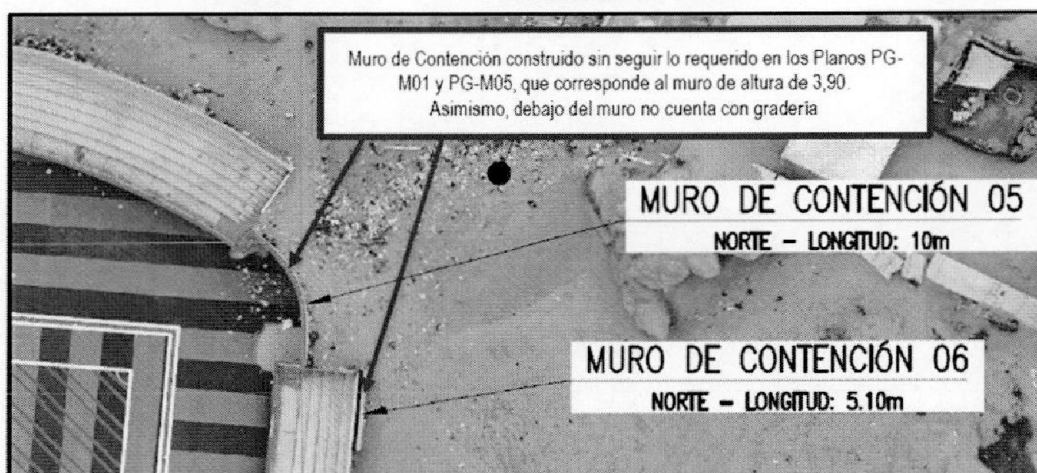 Muro de Contención construido sin seguir lo requerido en los Planos PG-
M01 y PG-M05, que corresponde al muro de altura de 3,90.
Asimismo, debajo del muro no cuenta con gradería
MURO DE CONTENCIÓN 05
NORTE – LONGITUD: 10m
MURO DE CONTENCIÓN 06
NORTE – LONGITUD: 5.10m